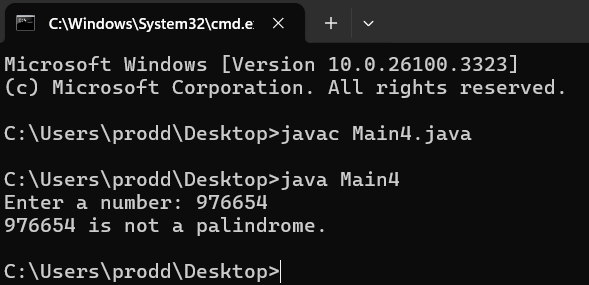 C:\Windows\System32\cmd.e
Microsoft Windows [Version 10.0.26100.3323]
(c) Microsoft Corporation. All rights reserved.
C:\Users\prodd\Desktop>javac Main4.java
C:\Users\prodd\Desktop>java Main4
Enter a number: 976654
976654 is not a palindrome.
C:\Users\prodd\Desktop>